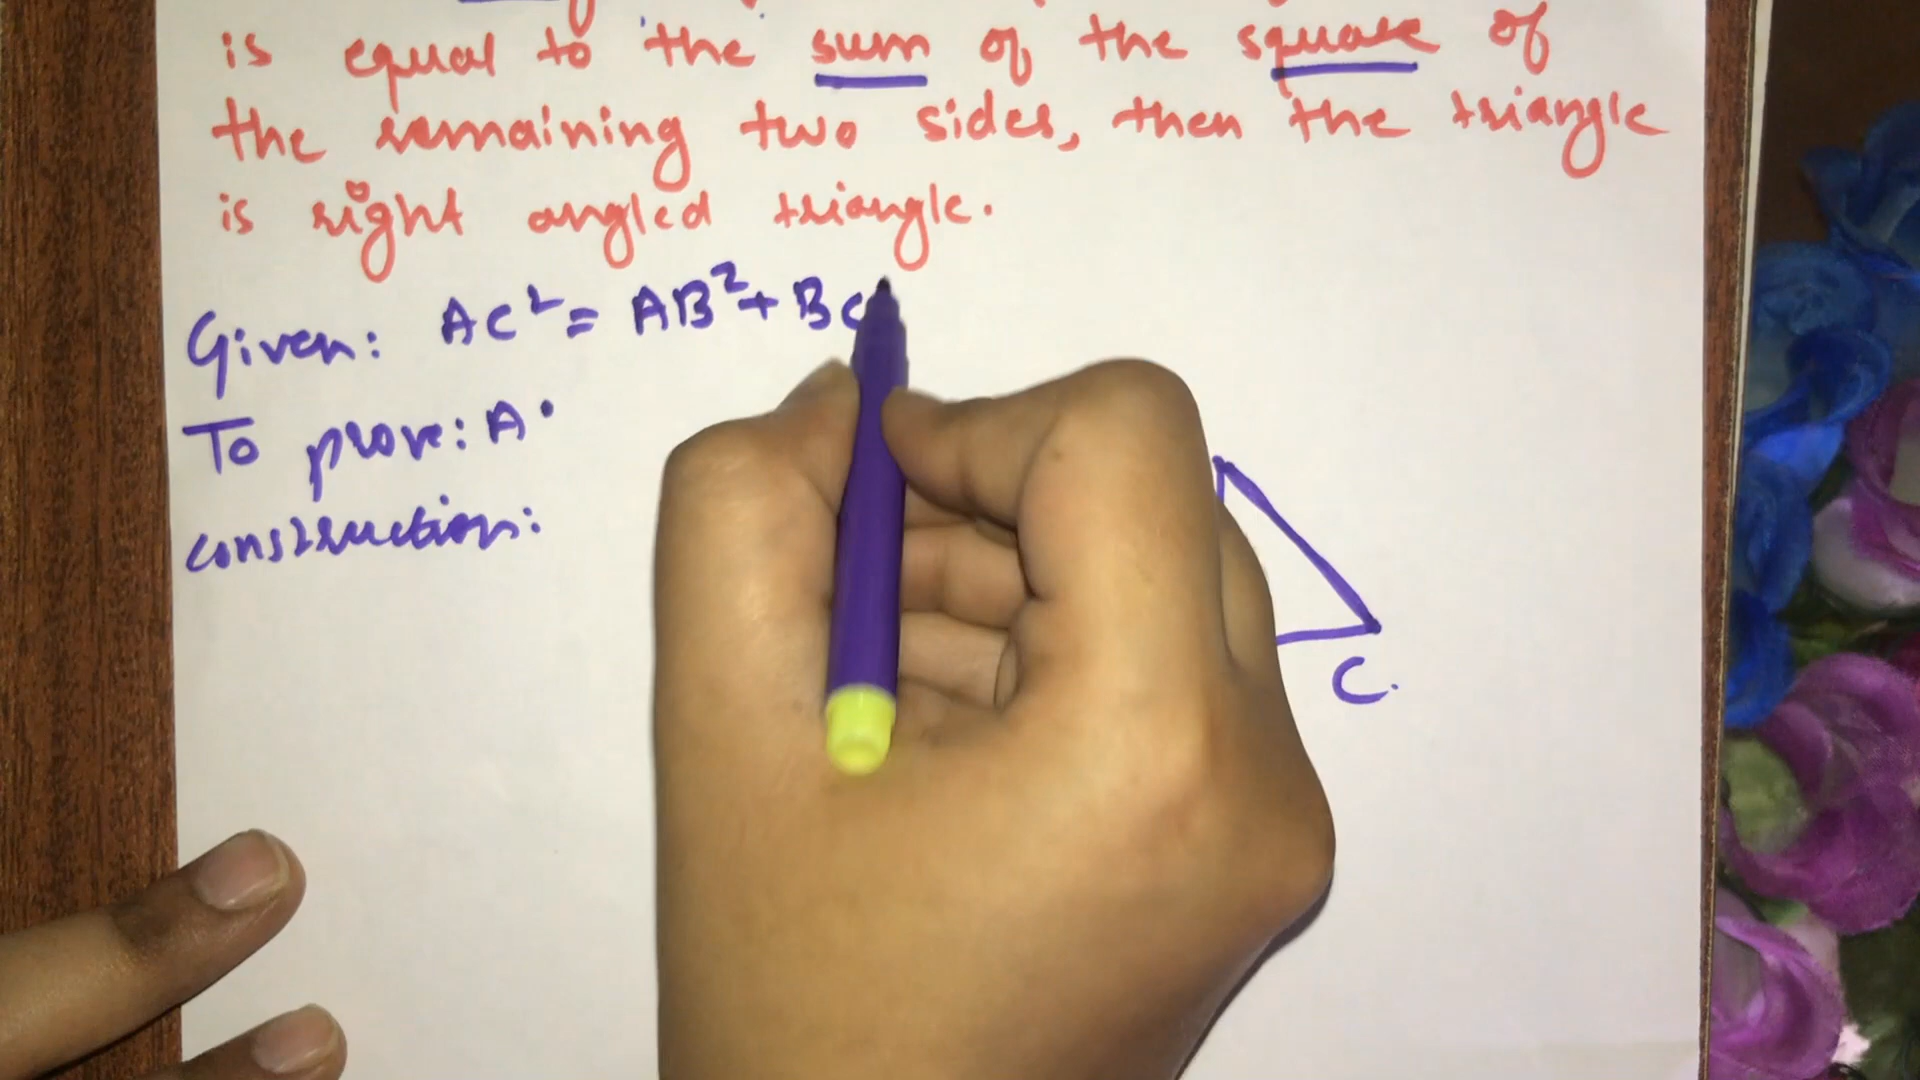 is equal to the sum of the square of
the remaining two sides, then the triangle
is right angled triangle.
Given: AC² = AB² + BC
To prove: A
construction:
C.